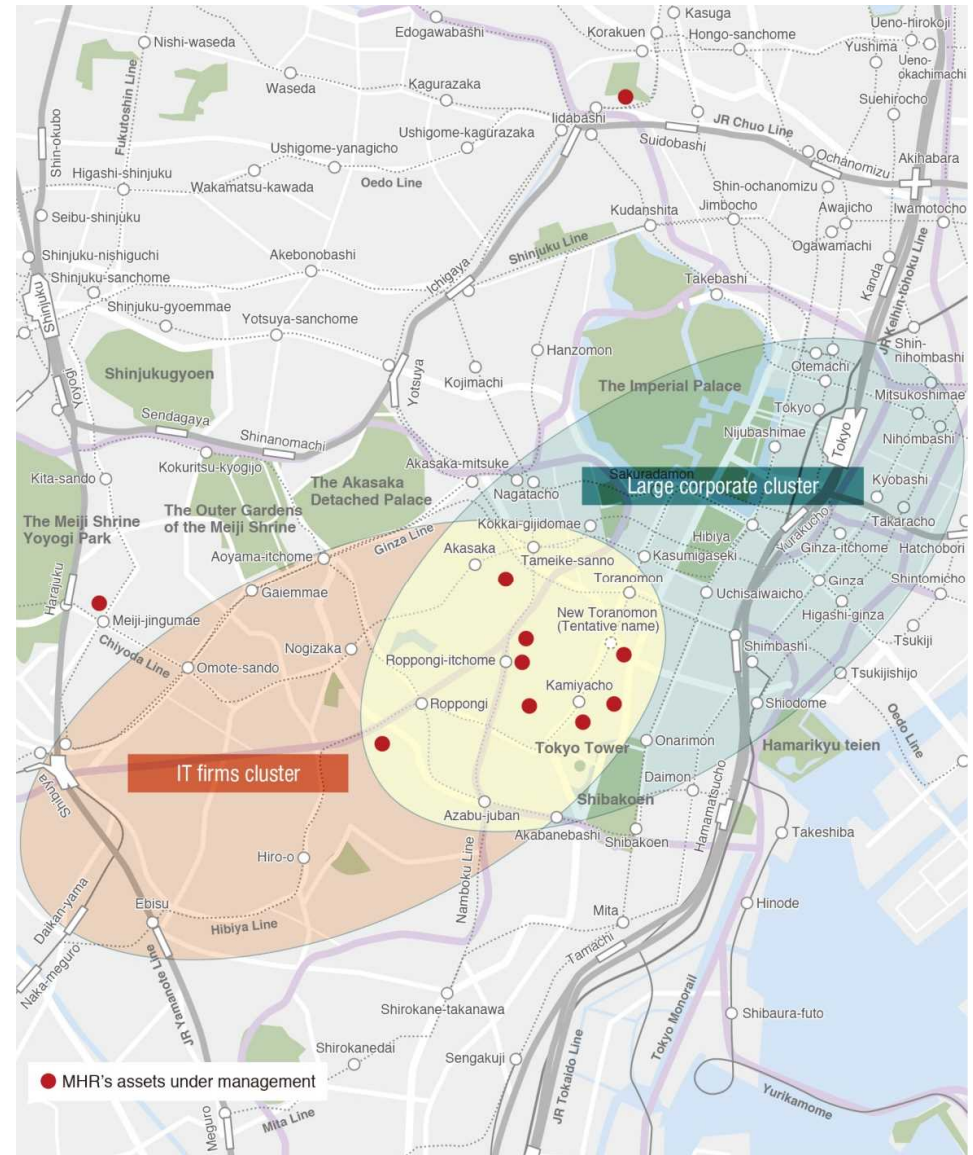 Kasuga
Edogawabashi
Korakuen
Hongo-sanchome
Ueno-hirokoji
Nishi-waseda
Yushima
Ueno-
okachimachi
Waseda
Kagurazaka
Suehirocho
Fukutoshin Line
Shin-okubo
Iidabashi
JR Chuo Line
Ushigome-kagurazaka
Suidobashi
Ushigome-yanagicho
Ochanomizu
Akihabara
Higashi-shinjuku
Wakamatsu-kawada
Oedo Line
Shin-ochanomizu
Seibu-shinjuku
Kudanshita
Jimbocho
Awajicho
Iwamotocho
Ogawamachi
Shinjuku Line
Shinjuku-nishiguchi
Akebonobashi
Ichigaya
Kanda
JR Keihin-tohoku Line
Shinjuku-sanchome
Takebashi
Shinjuku
Shinjuku-gyoemmae
Yotsuya-sanchome
Shin-
nihombashi
Hanzomon
Otemachi
Shinjukugyoen
Kojimachi
Yotsuya
The Imperial Palace
Mitsukoshimae
Yoyogi
Tokyo
Tokyo
Sendagaya
Nijubashimae
Nihombashi
Shinanomachi
Kokuritsu-kyogijo
Akasaka-mitsuke
Sakuradamon
Kita-sando
The Akasaka
Detached Palace
Nagatacho
Large corporate cluster
Kyobashi
The Meiji Shrine
Yoyogi Park
The Outer Gardens
of the Meiji Shrine
Ginza Line
Kokkai-gijidomae
Hibiya
Yurakucho
Takaracho
Aoyama-itchome
Akasaka
Tameike-sanno
Kasumigaseki
Ginza-itchome
Hatchobori
Harajuku
Gaiemmae
Toranomon
Uchisaiwaicho
Ginza
Shintomicho
Meiji-jingumae
New Toranomon
(Tentative name)
Higashi-ginza
Chiyoda Line
Nogizaka
Shimbashi
Tsukiji
Omote-sando
Roppongi-itchome
Tsukijishijo
Kamiyacho
Roppongi
Shiodome
Oedo Line
Tokyo Tower
Onarimon
Hamarikyu teien
IT firms cluster
Daimon
Shibuya
Shibakoen
Hamamatsucho
Azabu-juban
Akabanebashi
Shibakoen
Takeshiba
Hiro-o
Namboku Line
Daikan-yama
Ebisu
Mita
Hinode
Hibiya Line
Tamachi
Naka-meguro
JR Yamanote Line
Shirokane-takanawa
Tokyo Monorail
Shibaura-futo
Shirokanedai
Sengakuji
JR Tokaido Line
MHR's assets under management
Yurikamome
Meguro
Mita Line